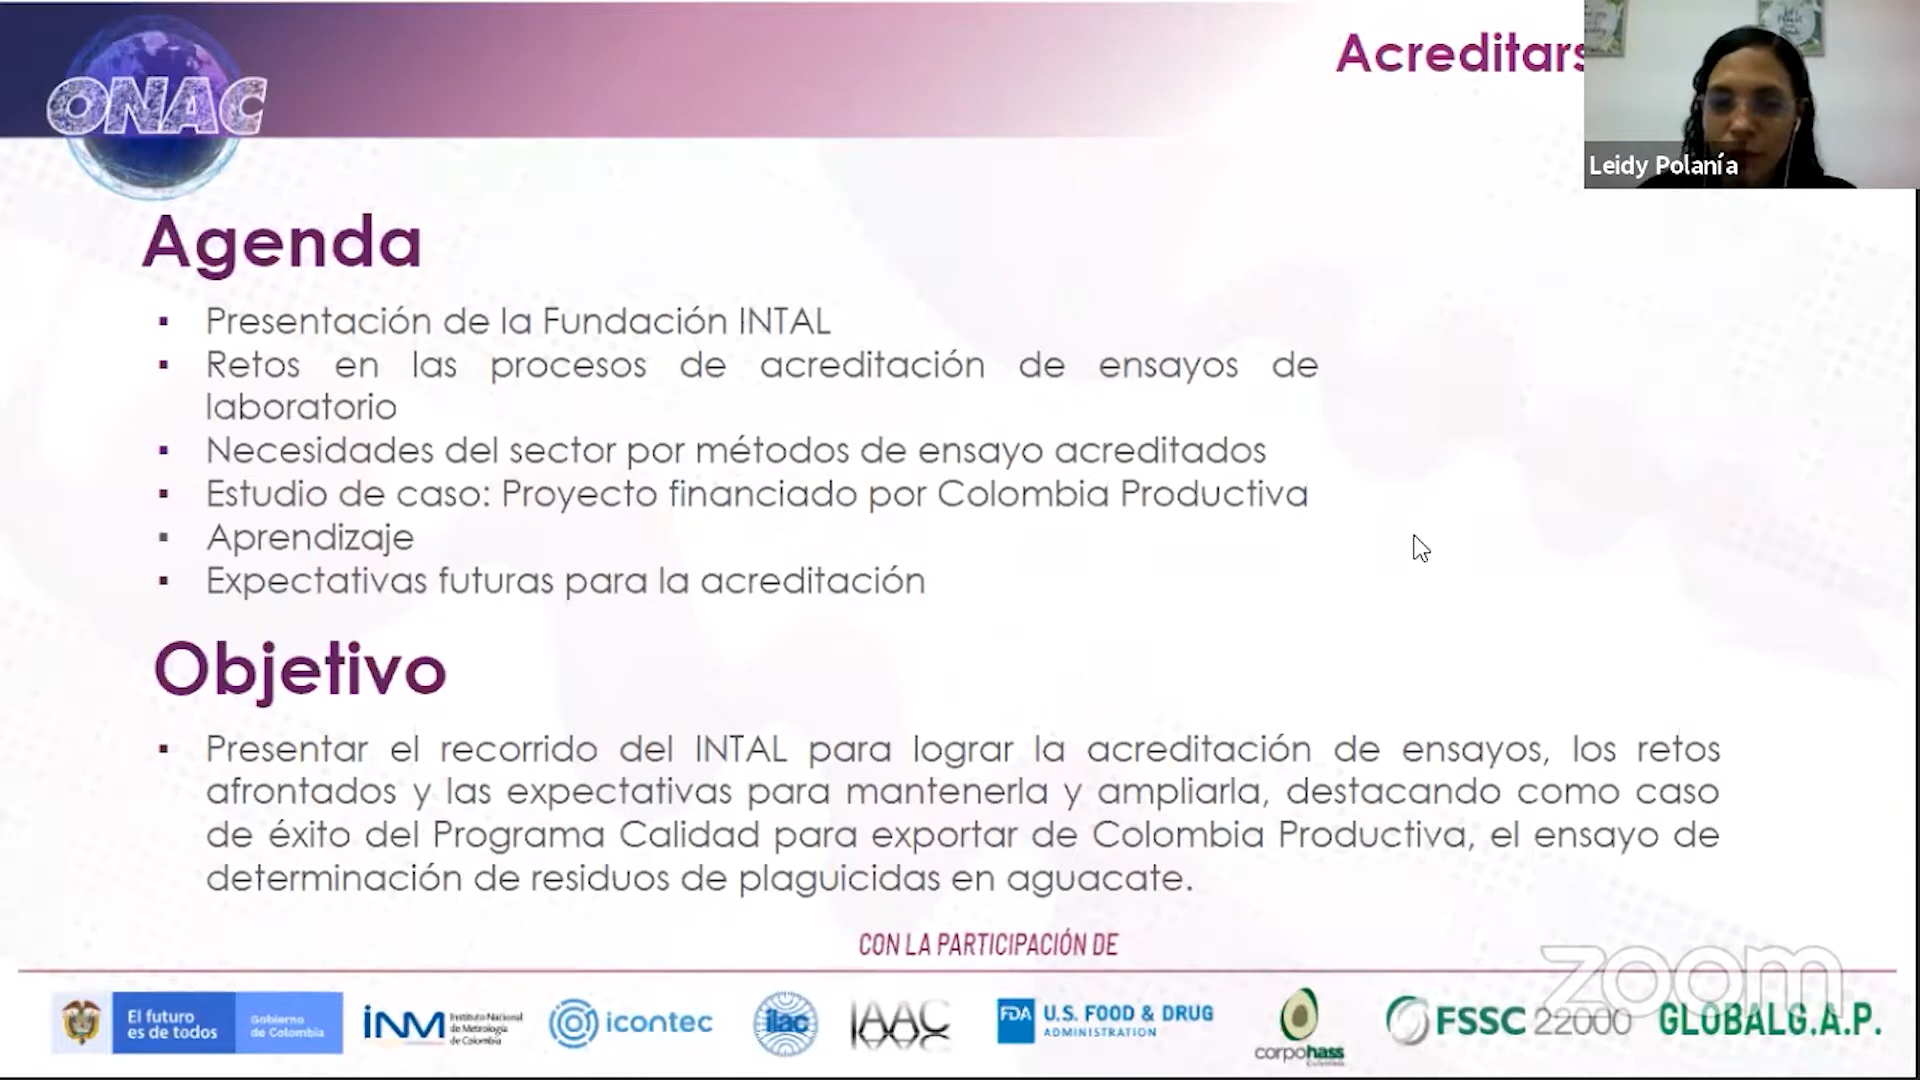 ONAC
Acreditars
Leidy Polanía
Agenda
▪ Presentación de la Fundación INTAL
▪ Retos en las procesos de acreditación de ensayos de
laboratorio
▪ Necesidades del sector por métodos de ensayo acreditados
▪ Estudio de caso: Proyecto financiado por Colombia Productiva
▪ Aprendizaje
▪ Expectativas futuras para la acreditación
Objetivo
▪ Presentar el recorrido del INTAL para lograr la acreditación de ensayos, los retos
afrontados y las expectativas para mantenerla y ampliarla, destacando como caso
de éxito del Programa Calidad para exportar de Colombia Productiva, el ensayo de
determinación de residuos de plaguicidas en aguacate.
CON LA PARTICIPACIÓN DE
zoom
El futuro
es de todos
Gobierno
de Colombia
INM
Instituto Nacional
de Metrología
de Colombia
icontec
ilac
IAAC
FDA
U.S. FOOD & DRUG
ADMINISTRATION
corpohass
FSSC 22000
GLOBALG.A.P.